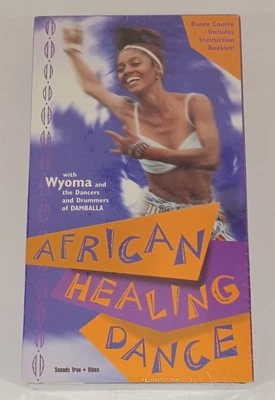 Dance Course
Includes
Instruction
Booklet!
with
Wyoma and
the Dancers
and Drummers
of DAMBALLA
AFRICAN
HEALING
DANCE
Sounds True • Video